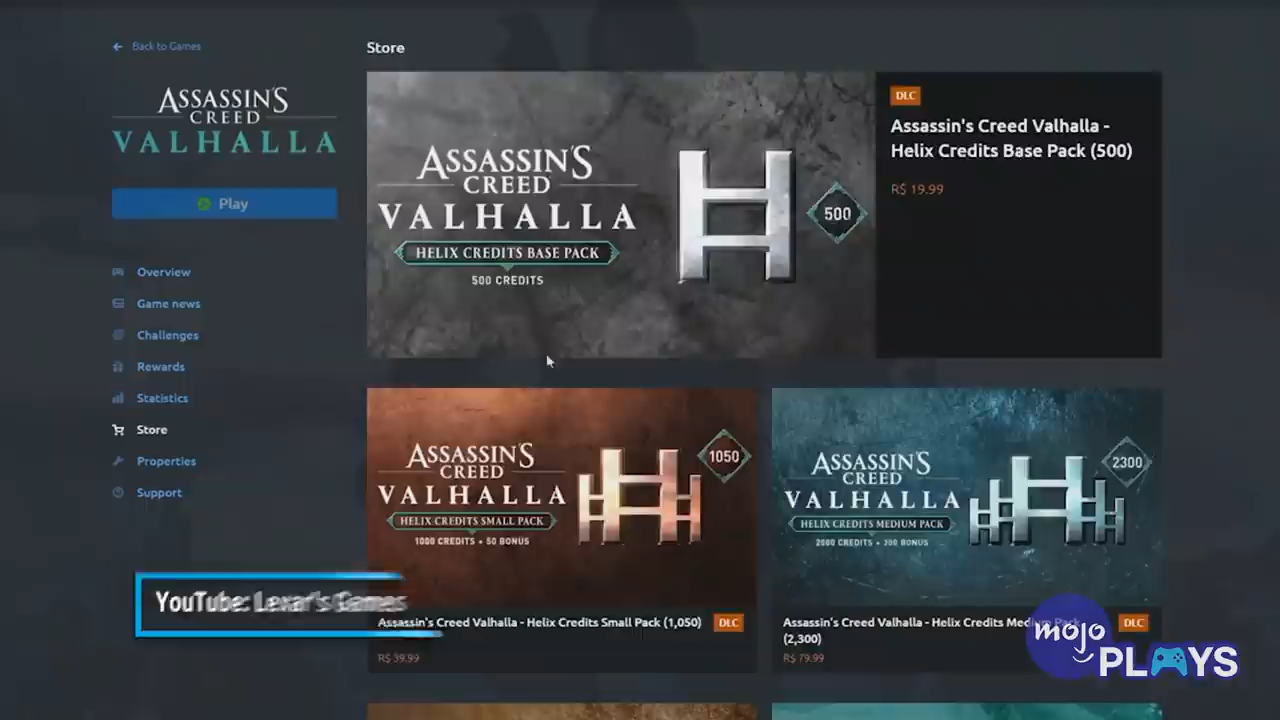 Back to Games
Store
ASSASSIN'S
CREED
VALHALLA
Play
Overview
Game news
Challenges
Rewards
Statistics
Store
Properties
Support
ASSASSIN'S
CREED
VALHALLA
HELIX CREDITS BASE PACK
500 CREDITS
500
DLC
Assassin's Creed Valhalla -
Helix Credits Base Pack (500)
R$ 19.99
ASSASSIN'S
CREED
VALHALLA
HELIX CREDITS SMALL PACK
1000 CREDITS + 50 BONUS
1050
Assassin's Creed Valhalla - Helix Credits Small Pack (1,050)
DLC
R$ 39.99
ASSASSIN'S
CREED
VALHALLA
HELIX CREDITS MEDIUM PACK
2000 CREDITS + 300 BONUS
2300
Assassin's Creed Valhalla - Helix Credits Medium Pack
(2,300)
DLC
R$ 79.99
YouTube: Lexar's Games
mojo
PLAYS